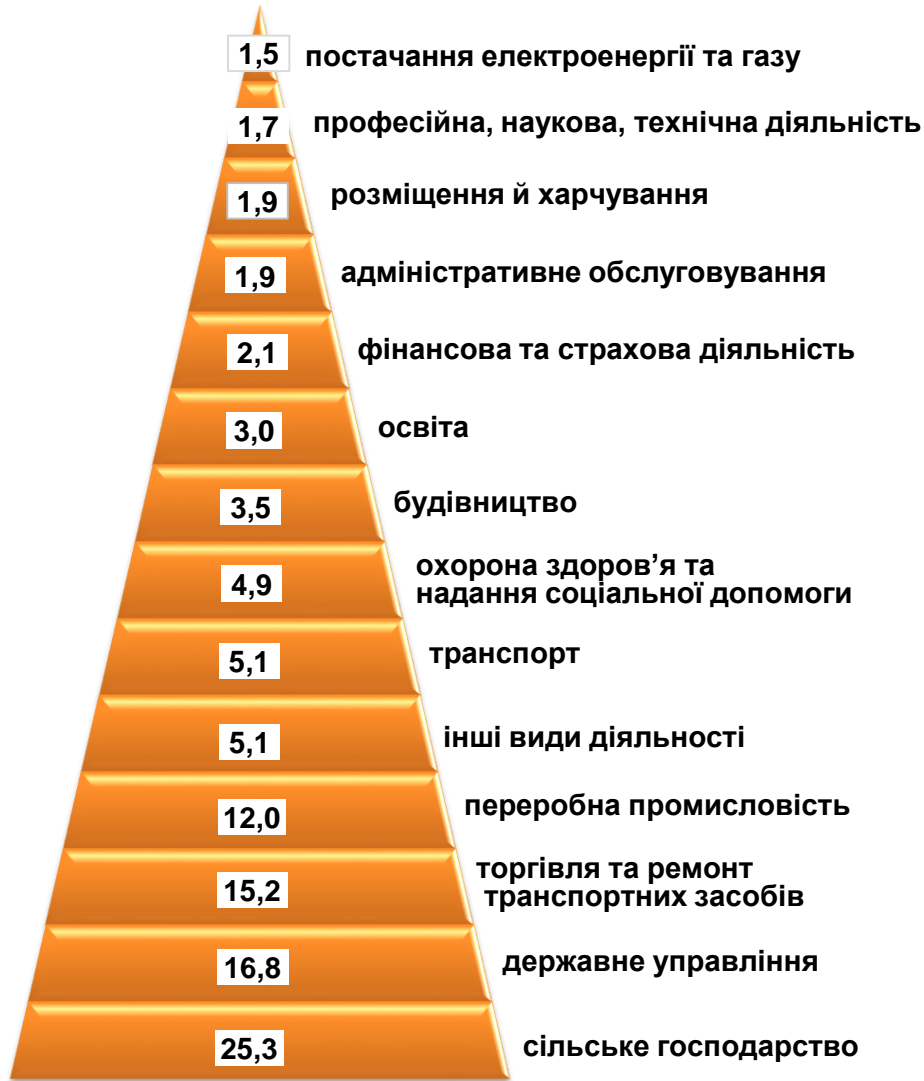 1,5 постачання електроенергії та газу
1,7 професійна, наукова, технічна діяльність
1,9 розміщення й харчування
1,9 адміністративне обслуговування
2,1 фінансова та страхова діяльність
3,0 освіта
3,5 будівництво
4,9 охорона здоров’я та
надання соціальної допомоги
5,1 транспорт
5,1 інші види діяльності
12,0 переробна промисловість
15,2 торгівля та ремонт
транспортних засобів
16,8 державне управління
25,3 сільське господарство